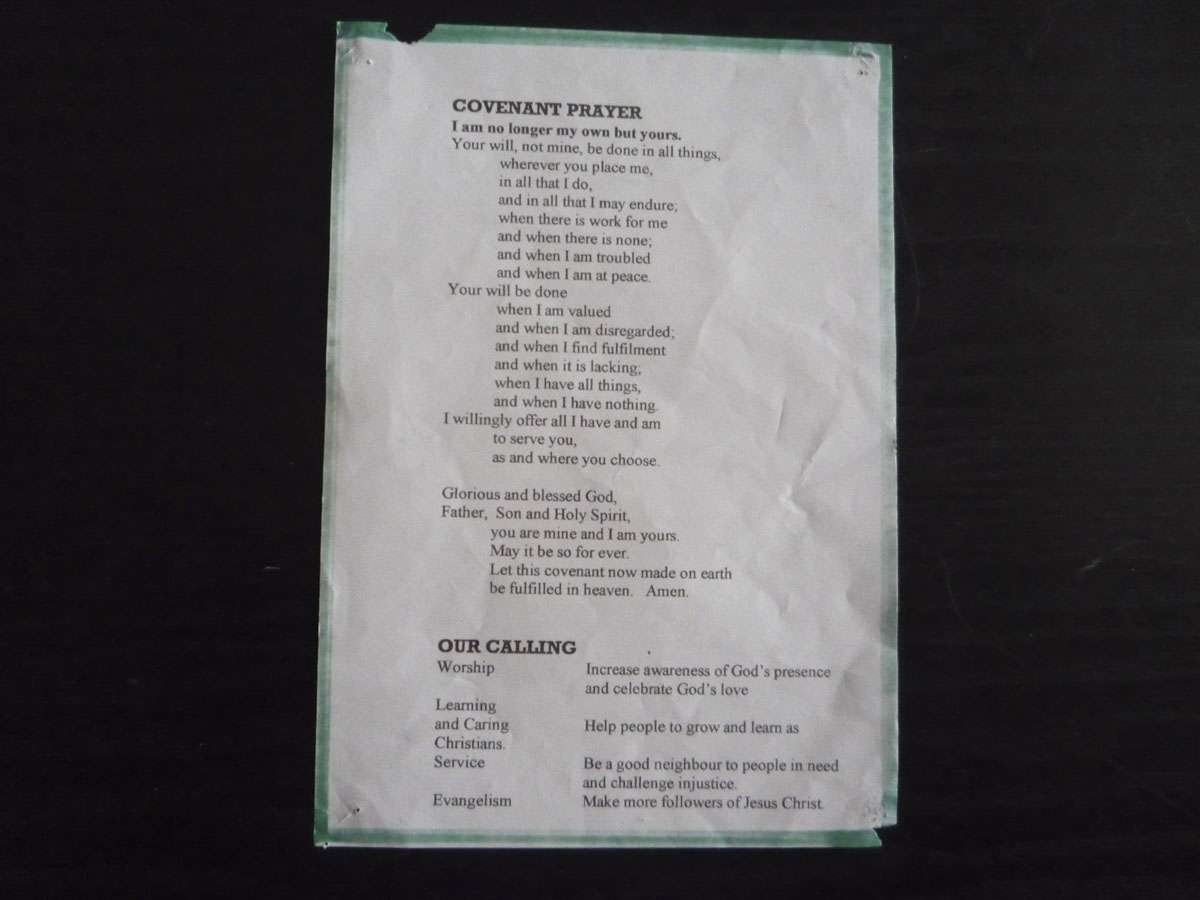 COVENANT PRAYER
I am no longer my own but yours.
Your will, not mine, be done in all things,
wherever you place me,
in all that I do,
and in all that I may endure;
when there is work for me
and when there is none;
and when I am troubled
and when I am at peace.
Your will be done
when I am valued
and when I am disregarded;
and when I find fulfilment
and when it is lacking;
when I have all things,
and when I have nothing.
I willingly offer all I have and am
to serve you,
as and where you choose.
Glorious and blessed God,
Father, Son and Holy Spirit,
you are mine and I am yours.
May it be so for ever.
Let this covenant now made on earth
be fulfilled in heaven. Amen.
OUR CALLING
Worship Increase awareness of God's presence
and celebrate God's love
Learning
and Caring Help people to grow and learn as
Christians.
Service Be a good neighbour to people in need
and challenge injustice.
Evangelism Make more followers of Jesus Christ.